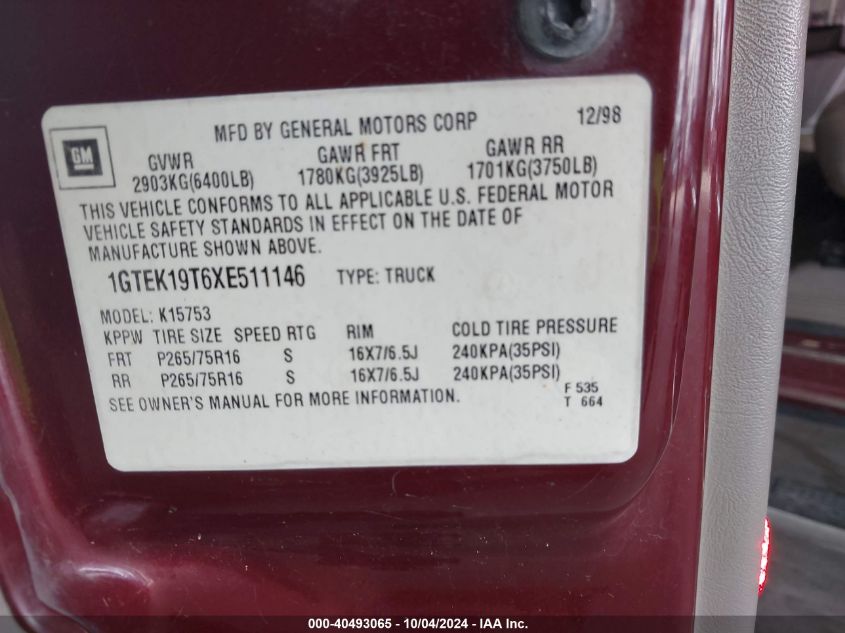 MFD BY GENERAL MOTORS CORP 12/98
GM
GVWR GAWR FRT GAWR RR
2903KG(6400LB) 1780KG(3925LB) 1701KG(3750LB)
THIS VEHICLE CONFORMS TO ALL APPLICABLE U.S. FEDERAL MOTOR
VEHICLE SAFETY STANDARDS IN EFFECT ON THE DATE OF
MANUFACTURE SHOWN ABOVE.
1GTEK19T6XE511146 TYPE: TRUCK
MODEL: K15753
KPPW TIRE SIZE SPEED RTG RIM COLD TIRE PRESSURE
FRT P265/75R16 S 16X7/6.5J 240KPA(35PSI)
RR P265/75R16 S 16X7/6.5J 240KPA(35PSI)
SEE OWNER'S MANUAL FOR MORE INFORMATION. F 535
T 664
000-40493065 - 10/04/2024 - IAA Inc.